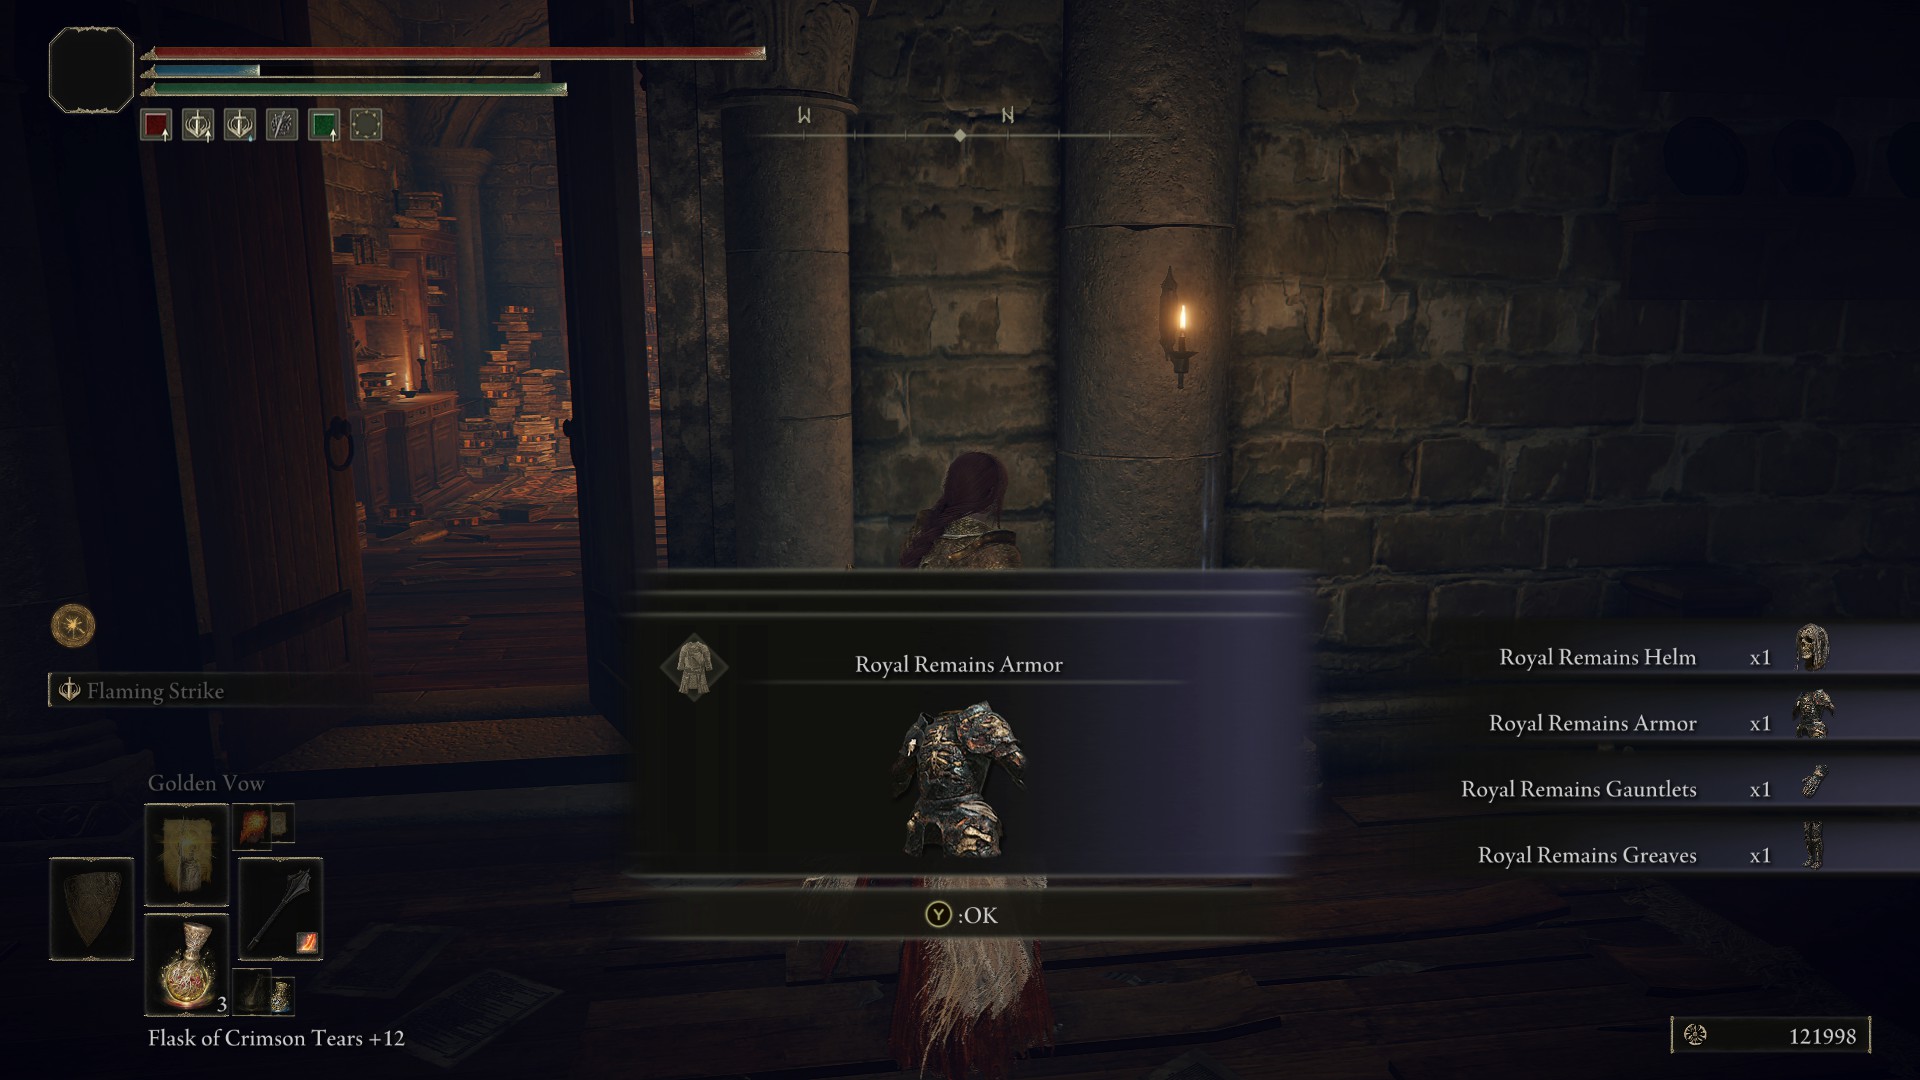 W N
Flaming Strike
Golden Vow
3
Flask of Crimson Tears +12
Royal Remains Armor
Y :OK
Royal Remains Helm x1
Royal Remains Armor x1
Royal Remains Gauntlets x1
Royal Remains Greaves x1
121998